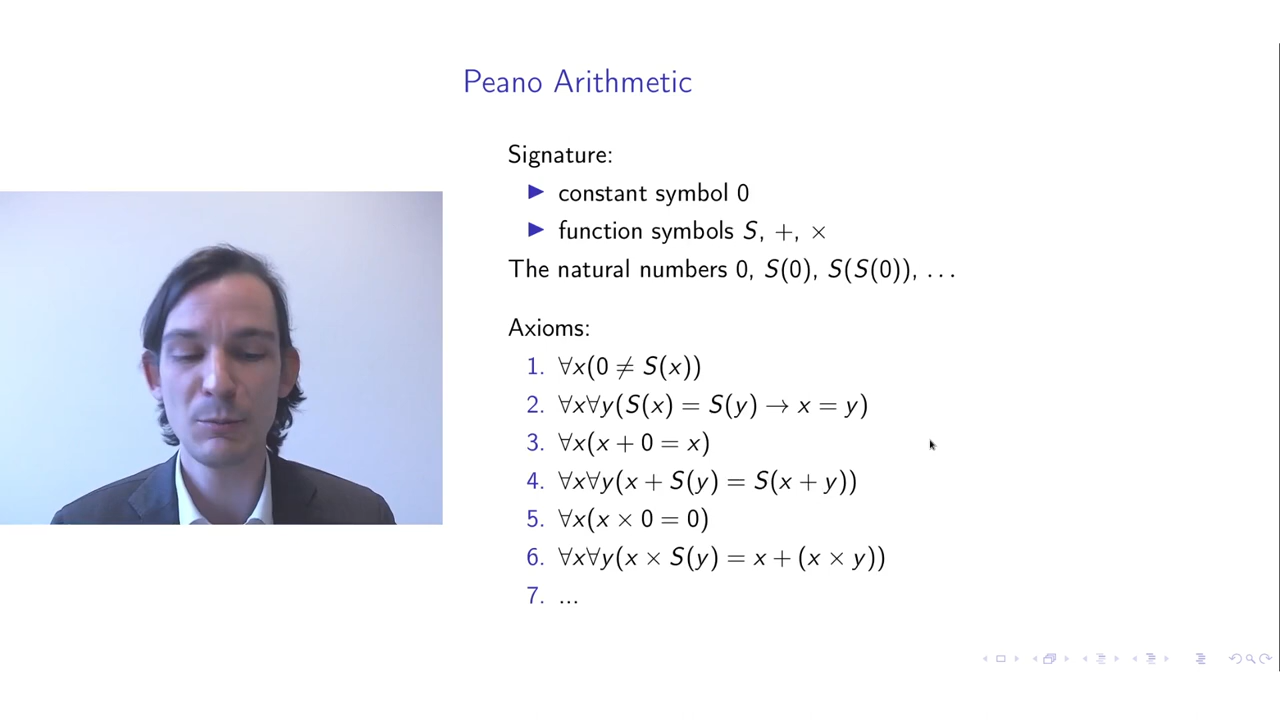 Peano Arithmetic
Signature:
▶ constant symbol 0
▶ function symbols S, +, ×
The natural numbers 0, S(0), S(S(0)), . . .
Axioms:
1. ∀x(0 ≠ S(x))
2. ∀x∀y(S(x) = S(y) → x = y)
3. ∀x(x + 0 = x)
4. ∀x∀y(x + S(y) = S(x + y))
5. ∀x(x × 0 = 0)
6. ∀x∀y(x × S(y) = x + (x × y))
7. ...